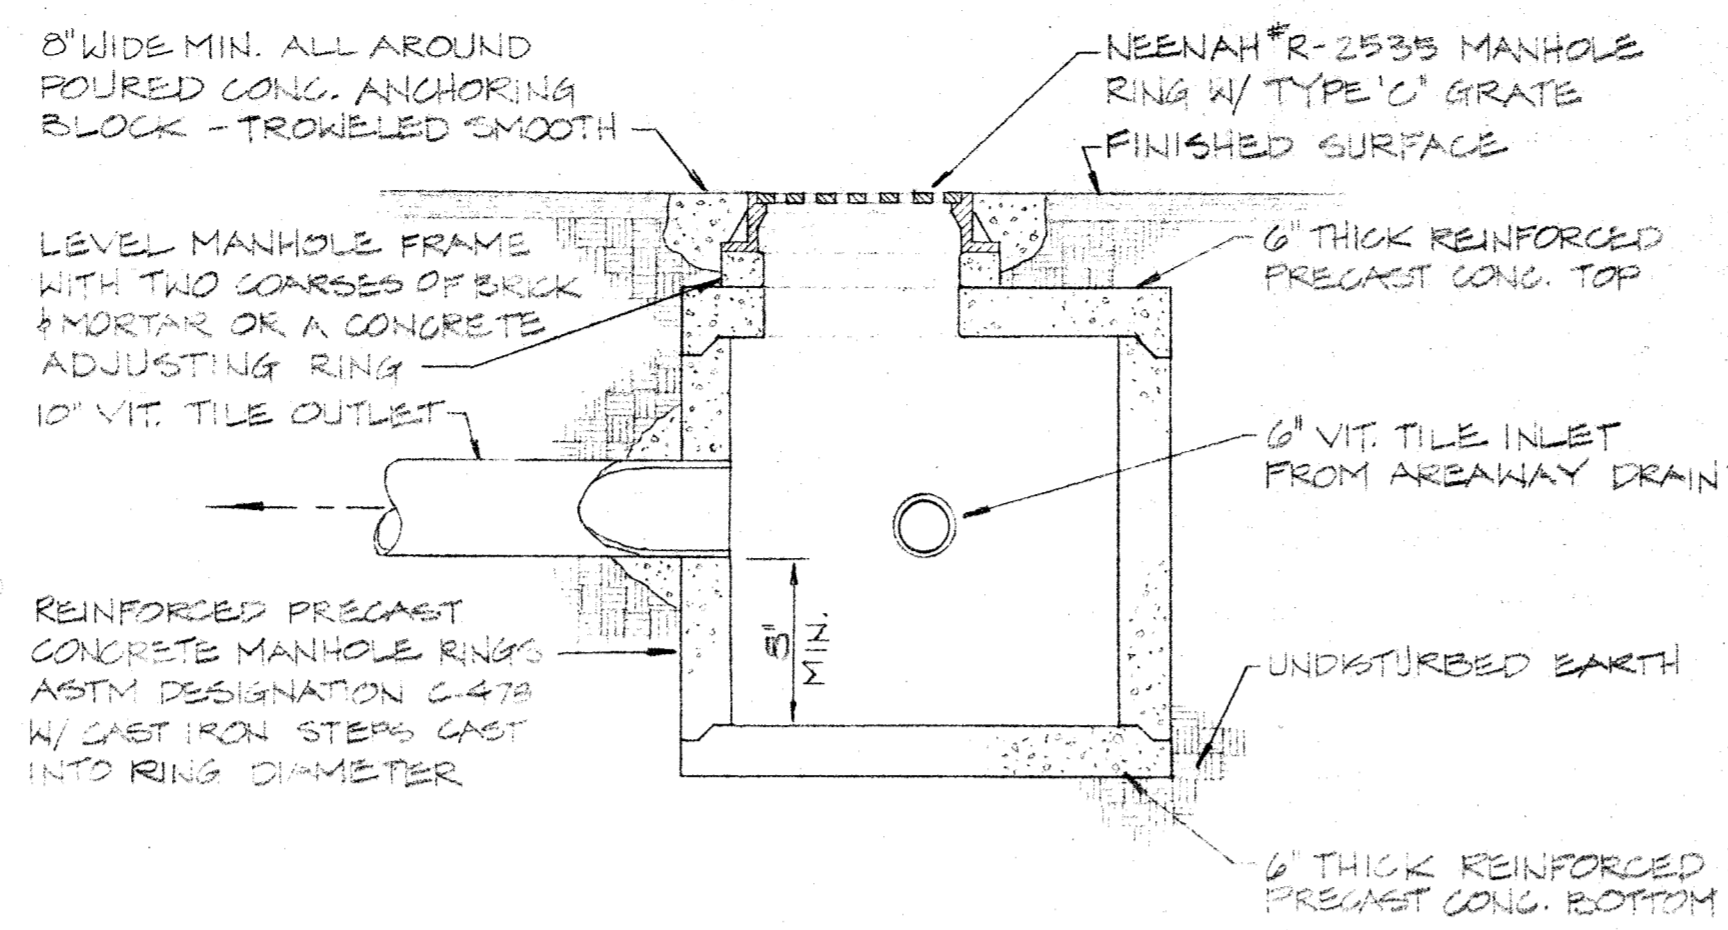 8" WIDE MIN. ALL AROUND
POURED CONC. ANCHORING
BLOCK - TROWELED SMOOTH
NEENAH #R-2535 MANHOLE
RING W/ TYPE 'C' GRATE
FINISHED SURFACE
LEVEL MANHOLE FRAME
WITH TWO COARSES OF BRICK
& MORTAR OR A CONCRETE
ADJUSTING RING
10" VIT. TILE OUTLET
6" THICK REINFORCED
PRECAST CONC. TOP
6" VIT. TILE INLET
FROM AREAWAY DRAIN
REINFORCED PRECAST
CONCRETE MANHOLE RINGS
ASTM DESIGNATION C-478
W/ CAST IRON STEPS CAST
INTO RING DIAMETER
MIN.
UNDISTURBED EARTH
6" THICK REINFORCED
PRECAST CONC. BOTTOM